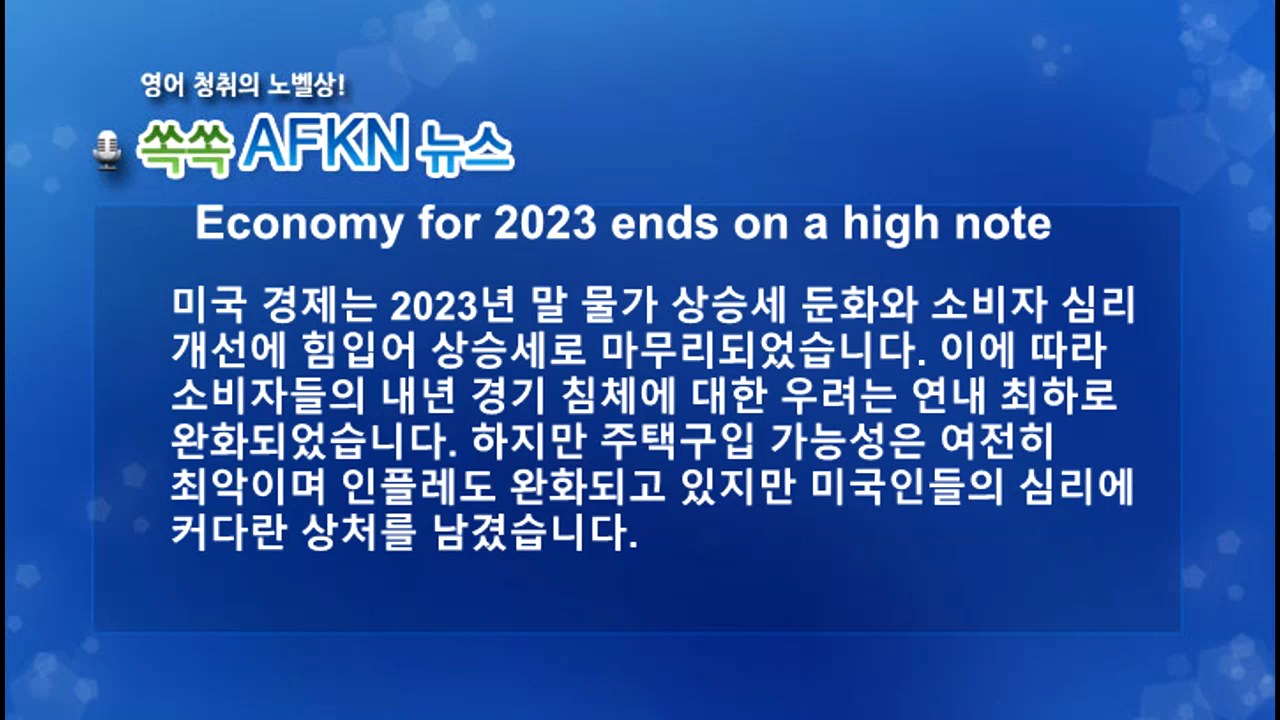 영어 청취의 노벨상!
쏙쏙 AFKN 뉴스
Economy for 2023 ends on a high note
미국 경제는 2023년 말 물가 상승세 둔화와 소비자 심리
개선에 힘입어 상승세로 마무리되었습니다. 이에 따라
소비자들의 내년 경기 침체에 대한 우려는 연내 최하로
완화되었습니다. 하지만 주택구입 가능성은 여전히
최악이며 인플레도 완화되고 있지만 미국인들의 심리에
커다란 상처를 남겼습니다.